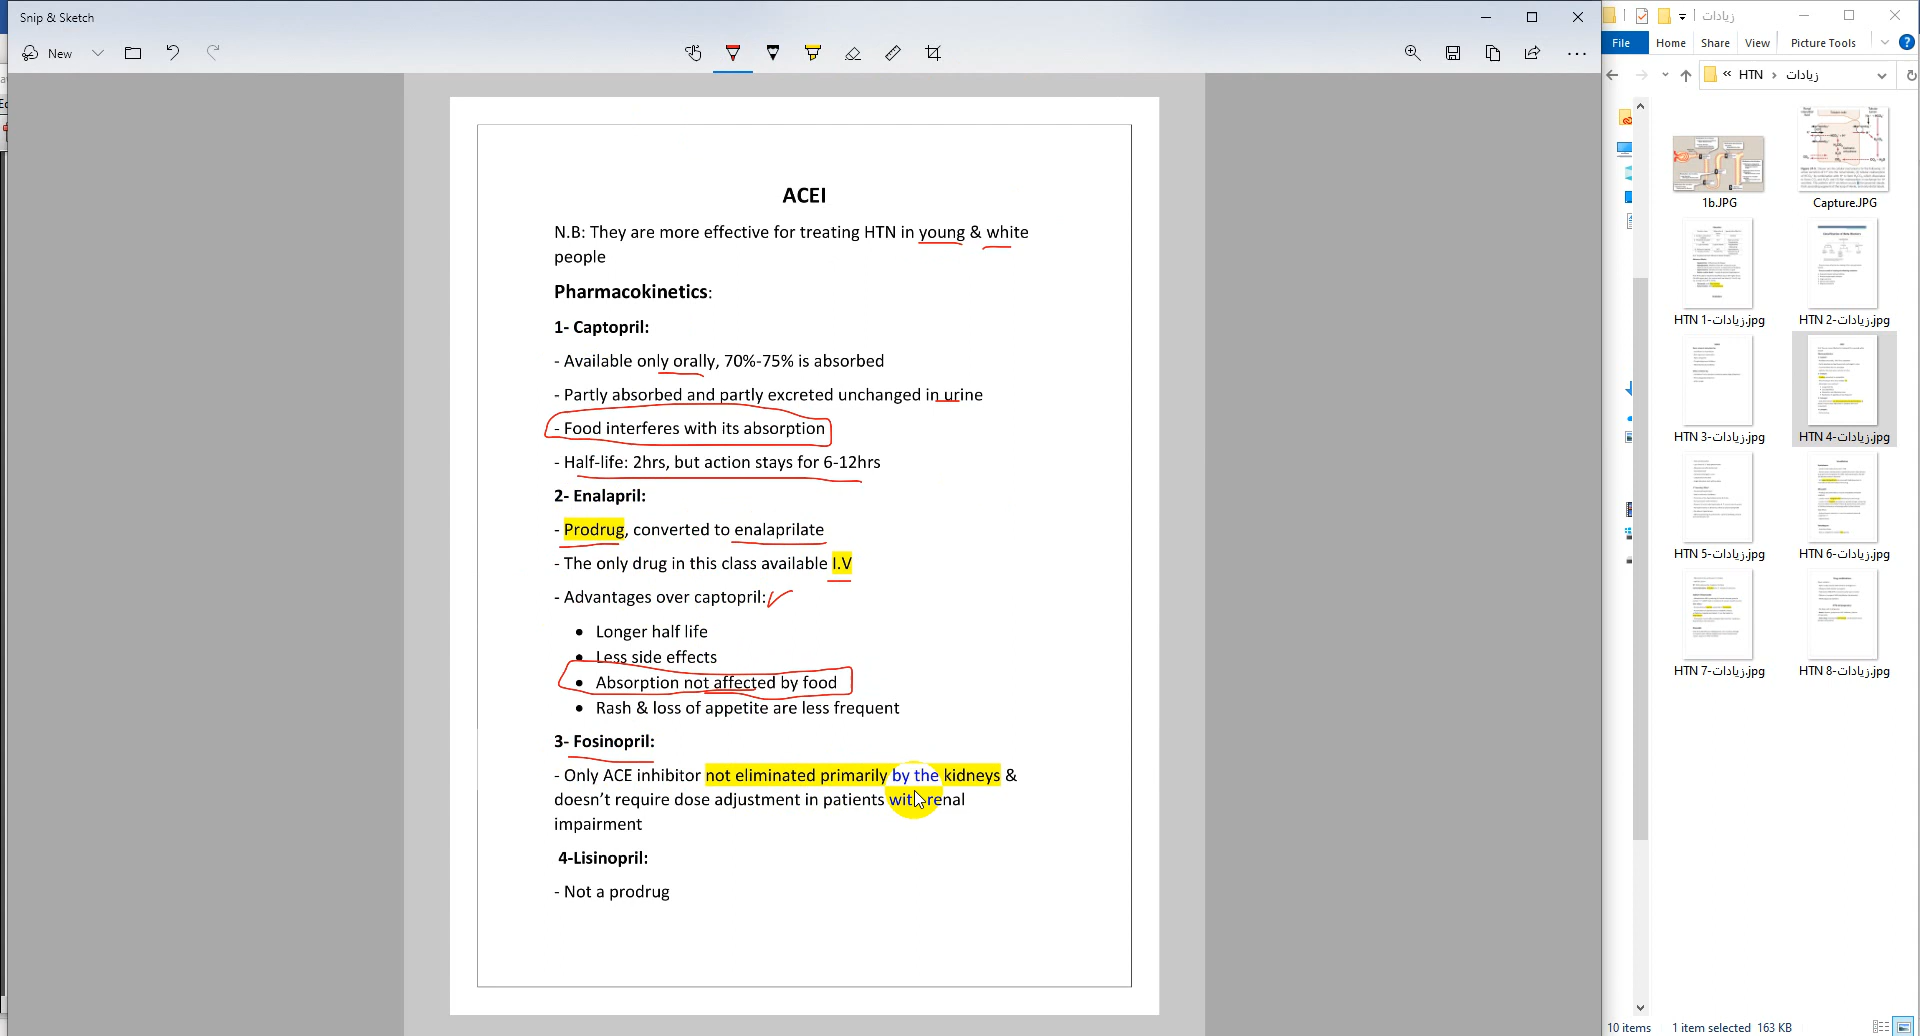 Snip & Sketch
New
زيادات
File Home Share View Picture Tools
« HTN › زيادات
ACEI
N.B: They are more effective for treating HTN in young & white
people
Pharmacokinetics:
1- Captopril:
- Available only orally, 70%-75% is absorbed
- Partly absorbed and partly excreted unchanged in urine
- Food interferes with its absorption
- Half-life: 2hrs, but action stays for 6-12hrs
2- Enalapril:
- Prodrug, converted to enalaprilate
- The only drug in this class available I.V
- Advantages over captopril:
• Longer half life
• Less side effects
• Absorption not affected by food
• Rash & loss of appetite are less frequent
3- Fosinopril:
- Only ACE inhibitor not eliminated primarily by the kidneys &
doesn't require dose adjustment in patients with renal
impairment
4-Lisinopril:
- Not a prodrug
1b.JPG
Capture.JPG
HTN 1-زيادات.jpg
HTN 2-زيادات.jpg
HTN 3-زيادات.jpg
HTN 4-زيادات.jpg
HTN 5-زيادات.jpg
HTN 6-زيادات.jpg
HTN 7-زيادات.jpg
HTN 8-زيادات.jpg
10 items 1 item selected 163 KB